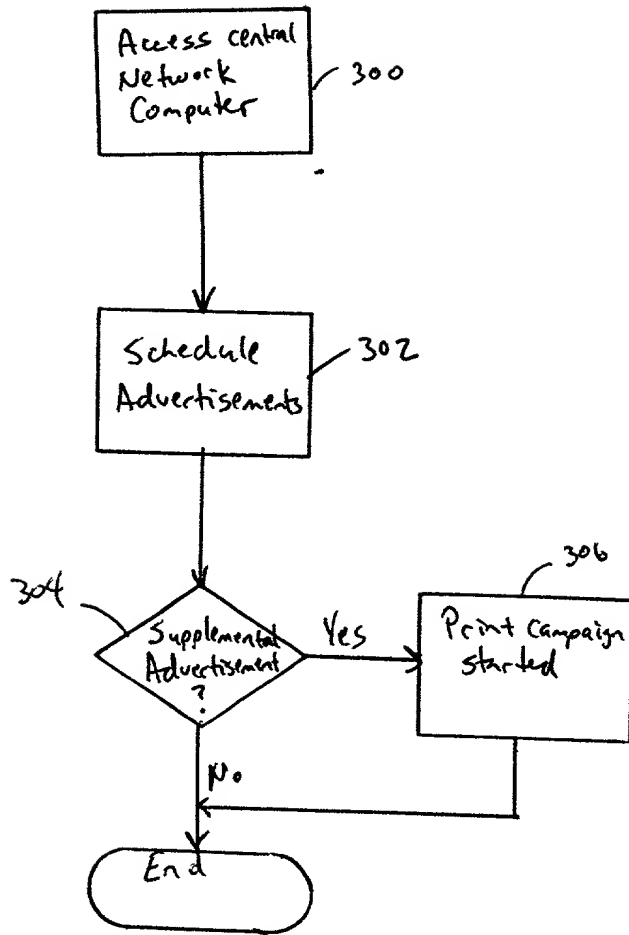 Access central
Network
Computer
300
Schedule
Advertisements
302
304
Supplemental
Advertisement
?
Yes
306
Print Campaign
started
No
End